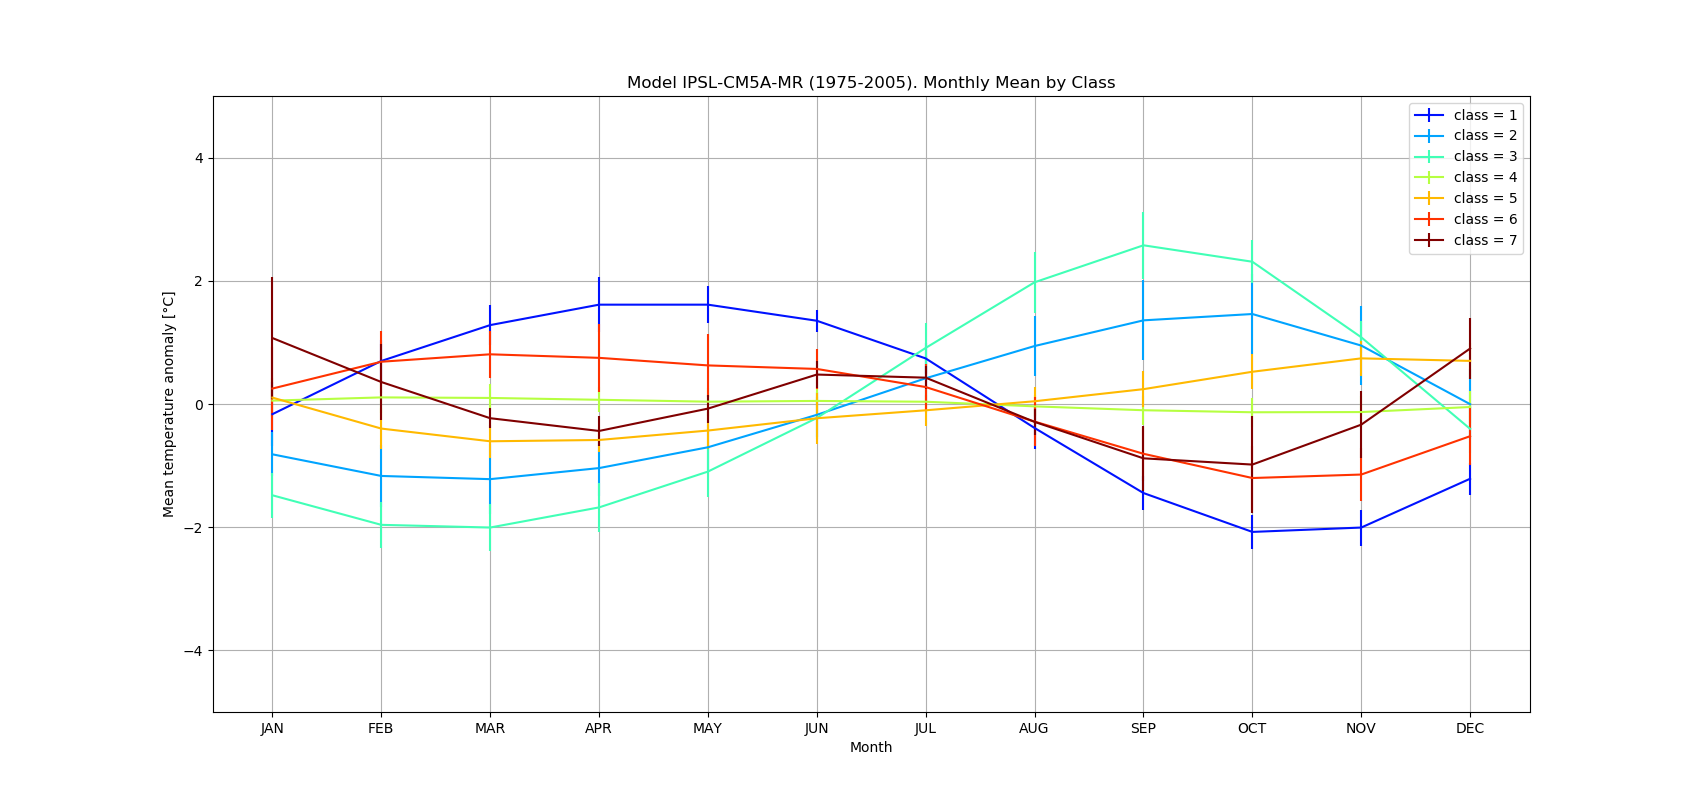 Model IPSL-CM5A-MR (1975-2005). Monthly Mean by Class
class = 1
class = 2
class = 3
class = 4
class = 5
class = 6
class = 7
Mean temperature anomaly [°C]
4
2
0
−2
−4
JAN FEB MAR APR MAY JUN JUL AUG SEP OCT NOV DEC
Month